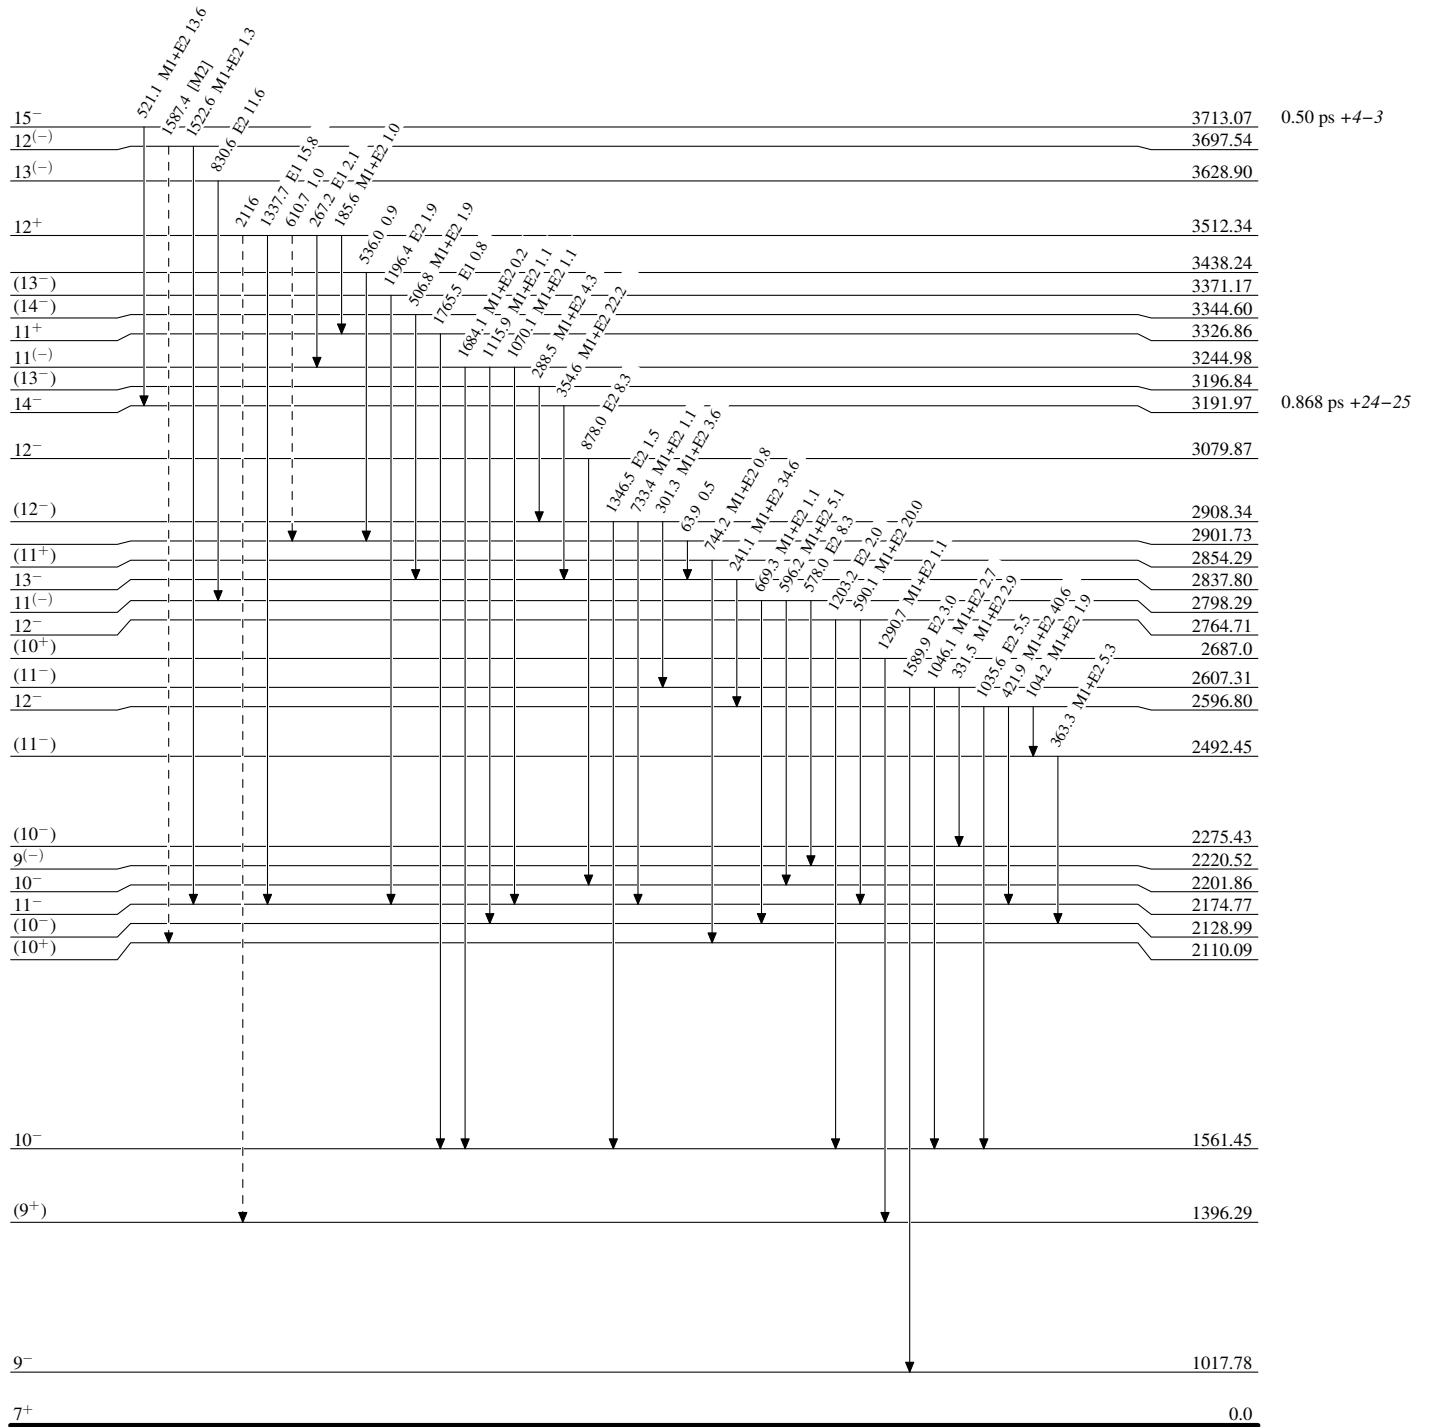 521.1 M1+E2 13.6
1587.4 [M2]
1522.6 M1+E2 1.3
830.6 E2 11.6
2116
1337.7 E1 15.8
610.7 1.0
267.2 E1 2.1
185.6 M1+E2 1.0
536.0 0.9
1196.4 E2 1.9
506.8 M1+E2 1.9
1765.5 E1 0.8
1684.1 M1+E2 0.2
1115.9 M1+E2 1.1
1070.1 M1+E2 1.1
288.5 M1+E2 4.3
354.6 M1+E2 22.2
878.0 E2 8.3
1346.5 E2 1.5
733.4 M1+E2 1.1
301.3 M1+E2 3.6
63.9 0.5
744.2 M1+E2 0.8
241.1 M1+E2 34.6
669.3 M1+E2 1.1
596.2 M1+E2 5.1
578.0 E2 8.3
1203.2 E2 2.0
590.1 M1+E2 20.0
1290.7 M1+E2 1.1
1589.9 E2 3.0
1046.1 M1+E2 2.7
331.5 M1+E2 2.9
1035.6 E2 5.5
421.9 M1+E2 40.6
104.2 M1+E2 1.9
363.3 M1+E2 5.3
15⁻ 3713.07 0.50 ps +4−3
12⁽⁻⁾ 3697.54
13⁽⁻⁾ 3628.90
12⁺ 3512.34
3438.24
(13⁻) 3371.17
(14⁻) 3344.60
11⁺ 3326.86
11⁽⁻⁾ 3244.98
(13⁻) 3196.84
14⁻ 3191.97 0.868 ps +24−25
12⁻ 3079.87
(12⁻) 2908.34
2901.73
(11⁺) 2854.29
13⁻ 2837.80
11⁽⁻⁾ 2798.29
12⁻ 2764.71
(10⁺) 2687.0
(11⁻) 2607.31
12⁻ 2596.80
(11⁻) 2492.45
(10⁻) 2275.43
9⁽⁻⁾ 2220.52
10⁻ 2201.86
11⁻ 2174.77
(10⁻) 2128.99
(10⁺) 2110.09
10⁻ 1561.45
(9⁺) 1396.29
9⁻ 1017.78
7⁺ 0.0